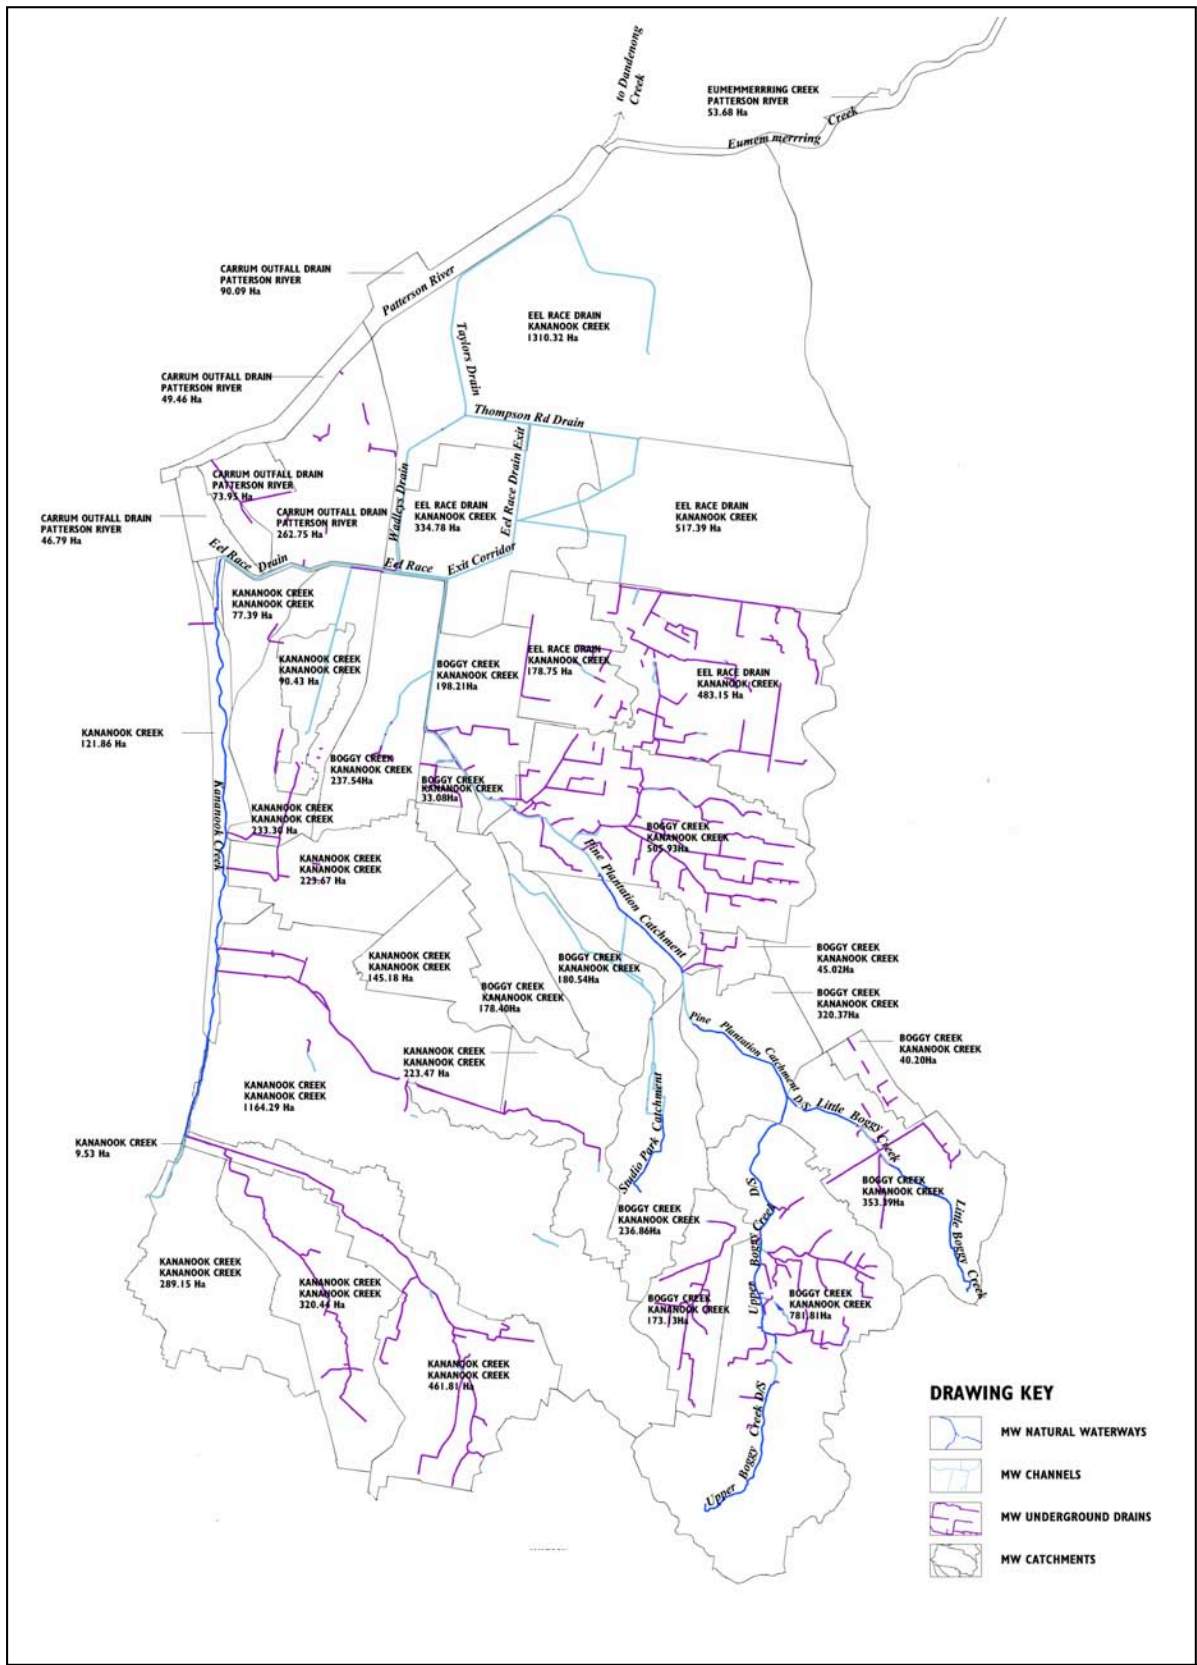 to Dandenong
Creek
EUMEMMERRRING CREEK
PATTERSON RIVER
53.68 Ha
Eumem merrring Creek
CARRUM OUTFALL DRAIN
PATTERSON RIVER
90.09 Ha
Patterson River
EEL RACE DRAIN
KANANOOK CREEK
1310.32 Ha
Taylors Drain
CARRUM OUTFALL DRAIN
PATTERSON RIVER
49.46 Ha
Thompson Rd Drain
CARRUM OUTFALL DRAIN
PATTERSON RIVER
73.95 Ha
Wadleys Drain
EEL RACE DRAIN
KANANOOK CREEK
334.78 Ha
Eel Race Drain Exit
EEL RACE DRAIN
KANANOOK CREEK
517.39 Ha
CARRUM OUTFALL DRAIN
PATTERSON RIVER
46.79 Ha
CARRUM OUTFALL DRAIN
PATTERSON RIVER
262.75 Ha
Eel Race Drain
Eel Race Exit Corridor
KANANOOK CREEK
KANANOOK CREEK
77.39 Ha
KANANOOK CREEK
KANANOOK CREEK
90.43 Ha
BOGGY CREEK
KANANOOK CREEK
198.21Ha
EEL RACE DRAIN
KANANOOK CREEK
178.75 Ha
EEL RACE DRAIN
KANANOOK CREEK
483.15 Ha
KANANOOK CREEK
121.86 Ha
BOGGY CREEK
KANANOOK CREEK
237.54Ha
BOGGY CREEK
KANANOOK CREEK
33.08Ha
Kananook Creek
KANANOOK CREEK
KANANOOK CREEK
233.30 Ha
BOGGY CREEK
KANANOOK CREEK
505.93Ha
KANANOOK CREEK
KANANOOK CREEK
223.67 Ha
Pine Plantation Catchment
KANANOOK CREEK
KANANOOK CREEK
145.18 Ha
BOGGY CREEK
KANANOOK CREEK
180.54Ha
BOGGY CREEK
KANANOOK CREEK
45.02Ha
BOGGY CREEK
KANANOOK CREEK
178.40Ha
BOGGY CREEK
KANANOOK CREEK
320.37Ha
Pine Plantation Catchment D/S
BOGGY CREEK
KANANOOK CREEK
40.20Ha
KANANOOK CREEK
KANANOOK CREEK
223.47 Ha
KANANOOK CREEK
KANANOOK CREEK
1164.29 Ha
Little Boggy Creek
Studio Park Catchment
KANANOOK CREEK
9.53 Ha
BOGGY CREEK
KANANOOK CREEK
353.39Ha
Little Boggy Creek
BOGGY CREEK
KANANOOK CREEK
236.86Ha
Upper Boggy Creek D/S
KANANOOK CREEK
KANANOOK CREEK
289.15 Ha
KANANOOK CREEK
KANANOOK CREEK
320.44 Ha
BOGGY CREEK
KANANOOK CREEK
173.13Ha
BOGGY CREEK
KANANOOK CREEK
781.81Ha
KANANOOK CREEK
KANANOOK CREEK
461.81 Ha
Upper Boggy Creek D/S
DRAWING KEY
MW NATURAL WATERWAYS
MW CHANNELS
MW UNDERGROUND DRAINS
MW CATCHMENTS